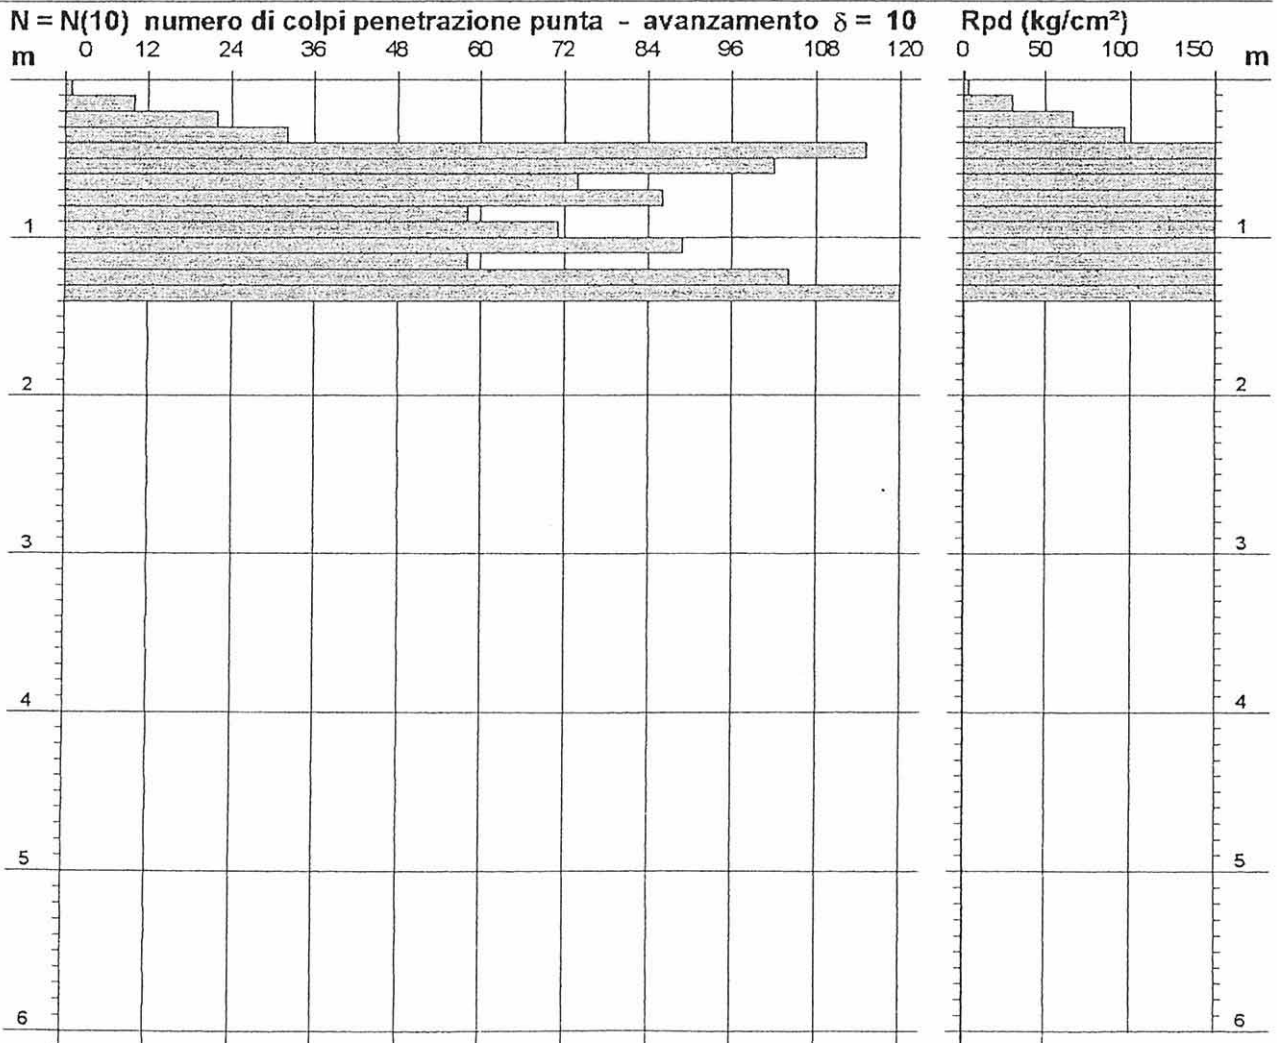 N = N(10) numero di colpi penetrazione punta - avanzamento δ = 10
Rpd (kg/cm²)
m 0 12 24 36 48 60 72 84 96 108 120
0 50 100 150 m
1 1
2 2
3 3
4 4
5 5
6 6